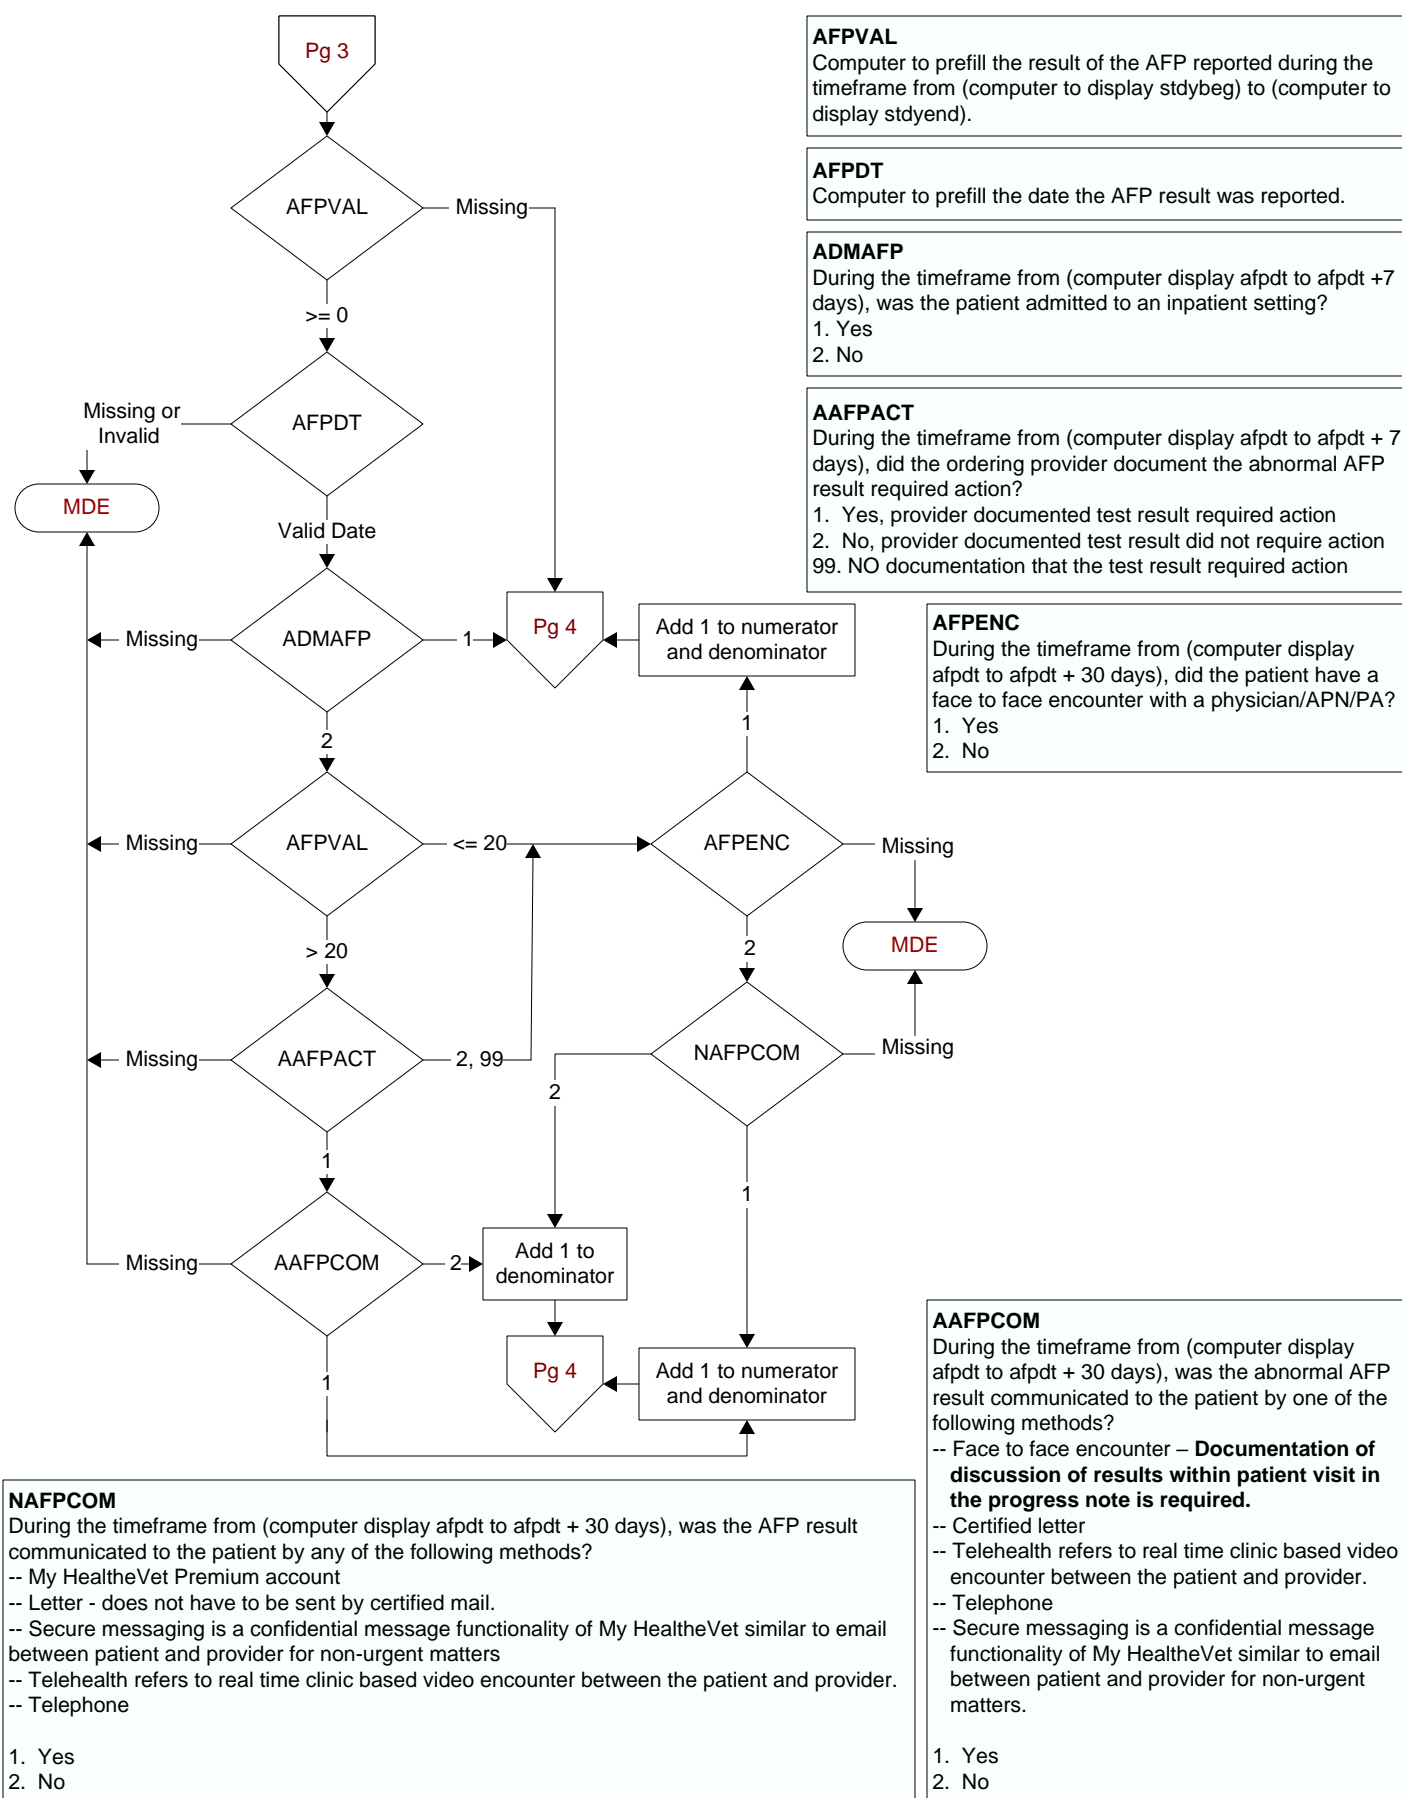 Pg 3
AFPVAL
Missing
>= 0
AFPDT
Missing or
Invalid
MDE
Valid Date
ADMAFP
Missing
1
Pg 4
Add 1 to numerator
and denominator
2
1
AFPVAL
Missing
<= 20
AFPENC
Missing
MDE
> 20
2
AAFPACT
Missing
2, 99
NAFPCOM
Missing
2
1
1
AAFPCOM
Missing
2
Add 1 to
denominator
1
Pg 4
Add 1 to numerator
and denominator
AFPVAL
Computer to prefill the result of the AFP reported during the
timeframe from (computer to display stdybeg) to (computer to
display stdyend).
AFPDT
Computer to prefill the date the AFP result was reported.
ADMAFP
During the timeframe from (computer display afpdt to afpdt +7
days), was the patient admitted to an inpatient setting?
1. Yes
2. No
AAFPACT
During the timeframe from (computer display afpdt to afpdt + 7
days), did the ordering provider document the abnormal AFP
result required action?
1. Yes, provider documented test result required action
2. No, provider documented test result did not require action
99. NO documentation that the test result required action
AFPENC
During the timeframe from (computer display
afpdt to afpdt + 30 days), did the patient have a
face to face encounter with a physician/APN/PA?
1. Yes
2. No
AAFPCOM
During the timeframe from (computer display
afpdt to afpdt + 30 days), was the abnormal AFP
result communicated to the patient by one of the
following methods?
-- Face to face encounter – Documentation of
discussion of results within patient visit in
the progress note is required.
-- Certified letter
-- Telehealth refers to real time clinic based video
encounter between the patient and provider.
-- Telephone
-- Secure messaging is a confidential message
functionality of My HealtheVet similar to email
between patient and provider for non-urgent
matters.
1. Yes
2. No
NAFPCOM
During the timeframe from (computer display afpdt to afpdt + 30 days), was the AFP result
communicated to the patient by any of the following methods?
-- My HealtheVet Premium account
-- Letter - does not have to be sent by certified mail.
-- Secure messaging is a confidential message functionality of My HealtheVet similar to email
between patient and provider for non-urgent matters
-- Telehealth refers to real time clinic based video encounter between the patient and provider.
-- Telephone
1. Yes
2. No